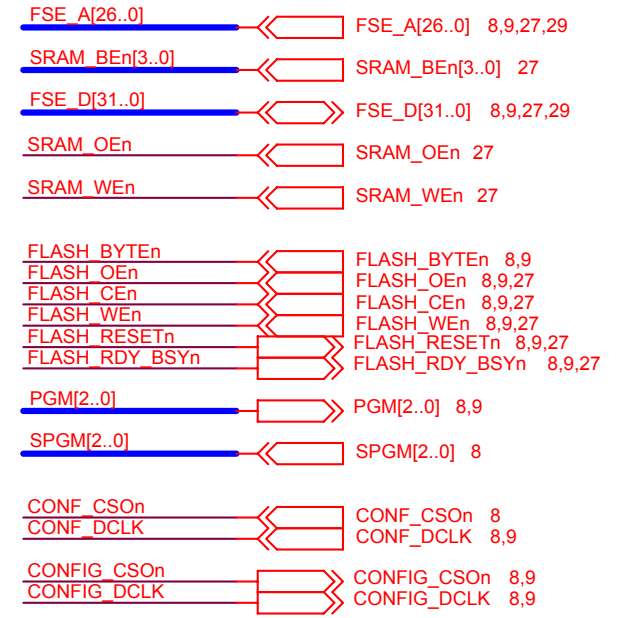 FSE_A[26..0] FSE_A[26..0] 8,9,27,29
SRAM_BEn[3..0] SRAM_BEn[3..0] 27
FSE_D[31..0] FSE_D[31..0] 8,9,27,29
SRAM_OEn SRAM_OEn 27
SRAM_WEn SRAM_WEn 27
FLASH_BYTEn FLASH_BYTEn 8,9
FLASH_OEn FLASH_OEn 8,9,27
FLASH_CEn FLASH_CEn 8,9,27
FLASH_WEn FLASH_WEn 8,9,27
FLASH_RESETn FLASH_RESETn 8,9,27
FLASH_RDY_BSYn FLASH_RDY_BSYn 8,9,27
PGM[2..0] PGM[2..0] 8,9
SPGM[2..0] SPGM[2..0] 8
CONF_CSOn CONF_CSOn 8
CONF_DCLK CONF_DCLK 8,9
CONFIG_CSOn CONFIG_CSOn 8,9
CONFIG_DCLK CONFIG_DCLK 8,9